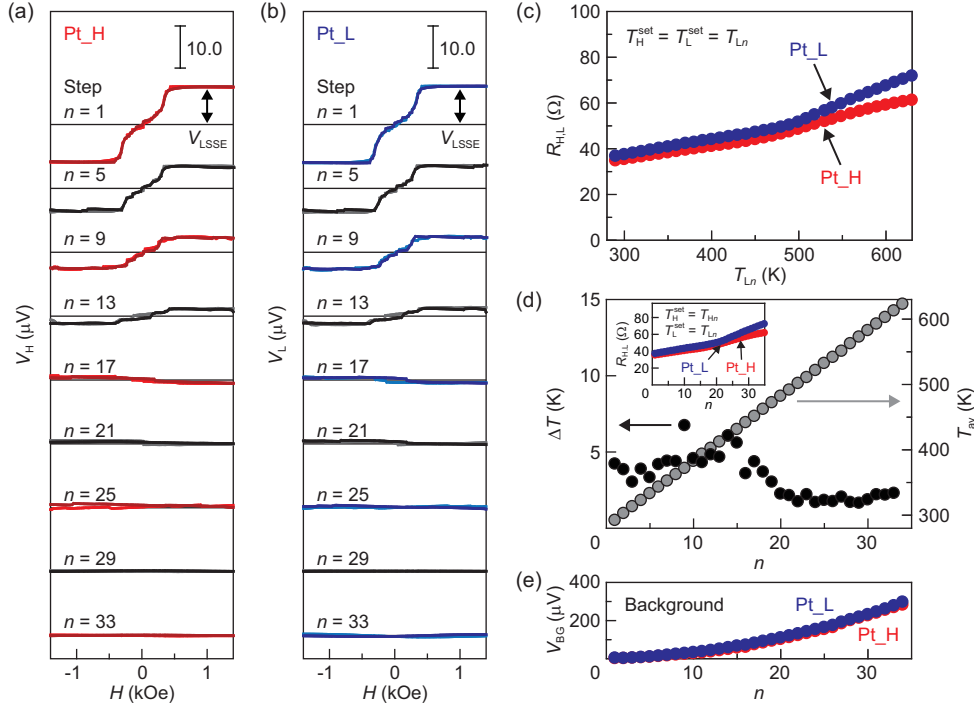 (a)
Pt_H
10.0
Step
n = 1
V_LSSE
n = 5
n = 9
n = 13
n = 17
n = 21
n = 25
n = 29
n = 33
V_H (μV)
-1 0 1
H (kOe)
(b)
Pt_L
10.0
Step
n = 1
V_LSSE
n = 5
n = 9
n = 13
n = 17
n = 21
n = 25
n = 29
n = 33
V_L (μV)
-1 0 1
H (kOe)
(c)
T_H^set = T_L^set = T_Ln
Pt_L
Pt_H
100
80
60
40
20
0
R_H,L (Ω)
300 400 500 600
T_Ln (K)
(d)
15
10
5
0
ΔT (K)
T_H^set = T_Hn
T_L^set = T_Ln
80
60
40
20
0
R_H,L (Ω)
Pt_L
Pt_H
0 10 20 30
n
600
500
400
300
T_av (K)
10 20 30
n
(e)
Background
Pt_L
Pt_H
400
200
0
V_BG (μV)
0 10 20 30
n